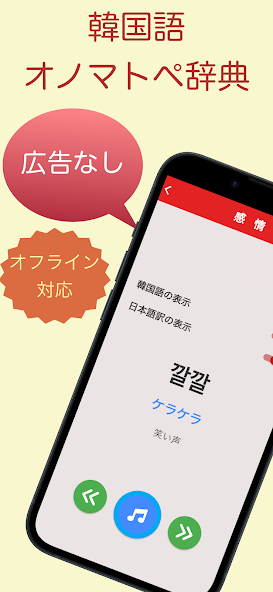 韓国語
オノマトペ辞典
広告なし
オフライン
対応
感情
韓国語の表示
日本語訳の表示
깔깔
ケラケラ
笑い声